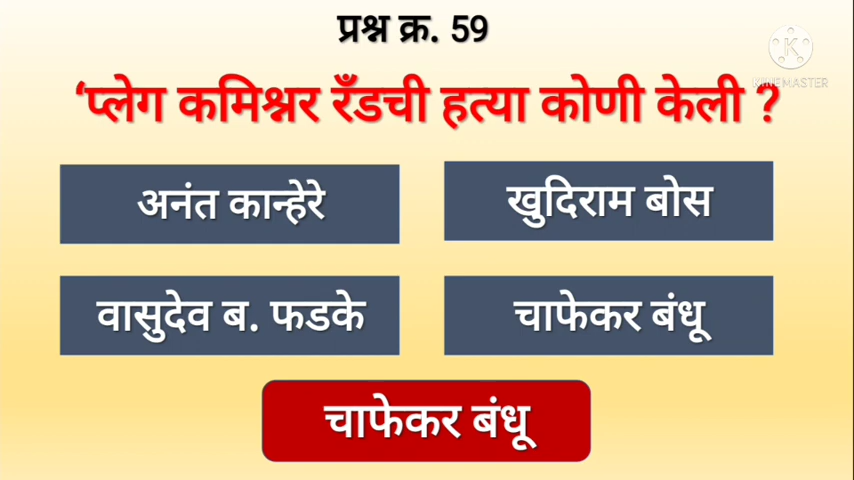 प्रश्न क्र. 59
‘प्लेग कमिश्नर रँडची हत्या कोणी केली ?
K
KINEMASTER
अनंत कान्हेरे
खुदिराम बोस
वासुदेव ब. फडके
चाफेकर बंधू
चाफेकर बंधू